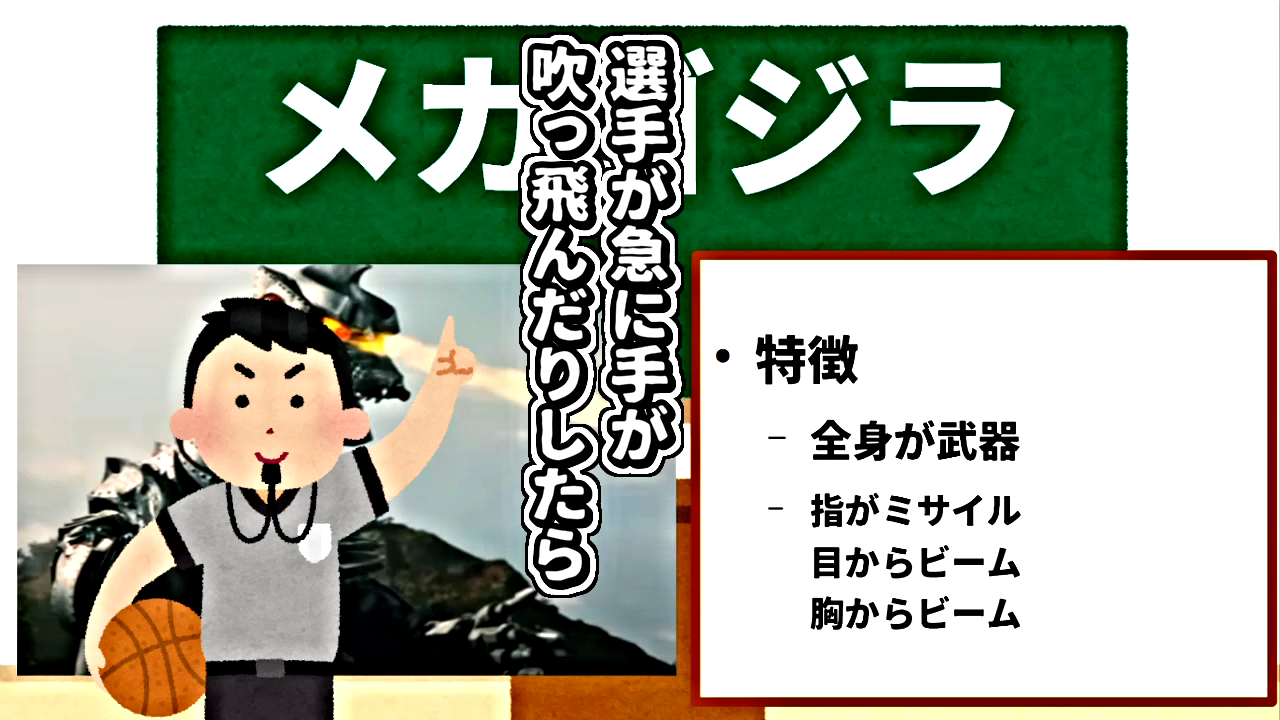 メカゴジラ
選手が急に手が
吹っ飛んだりしたら
• 特徴
– 全身が武器
– 指がミサイル
目からビーム
胸からビーム